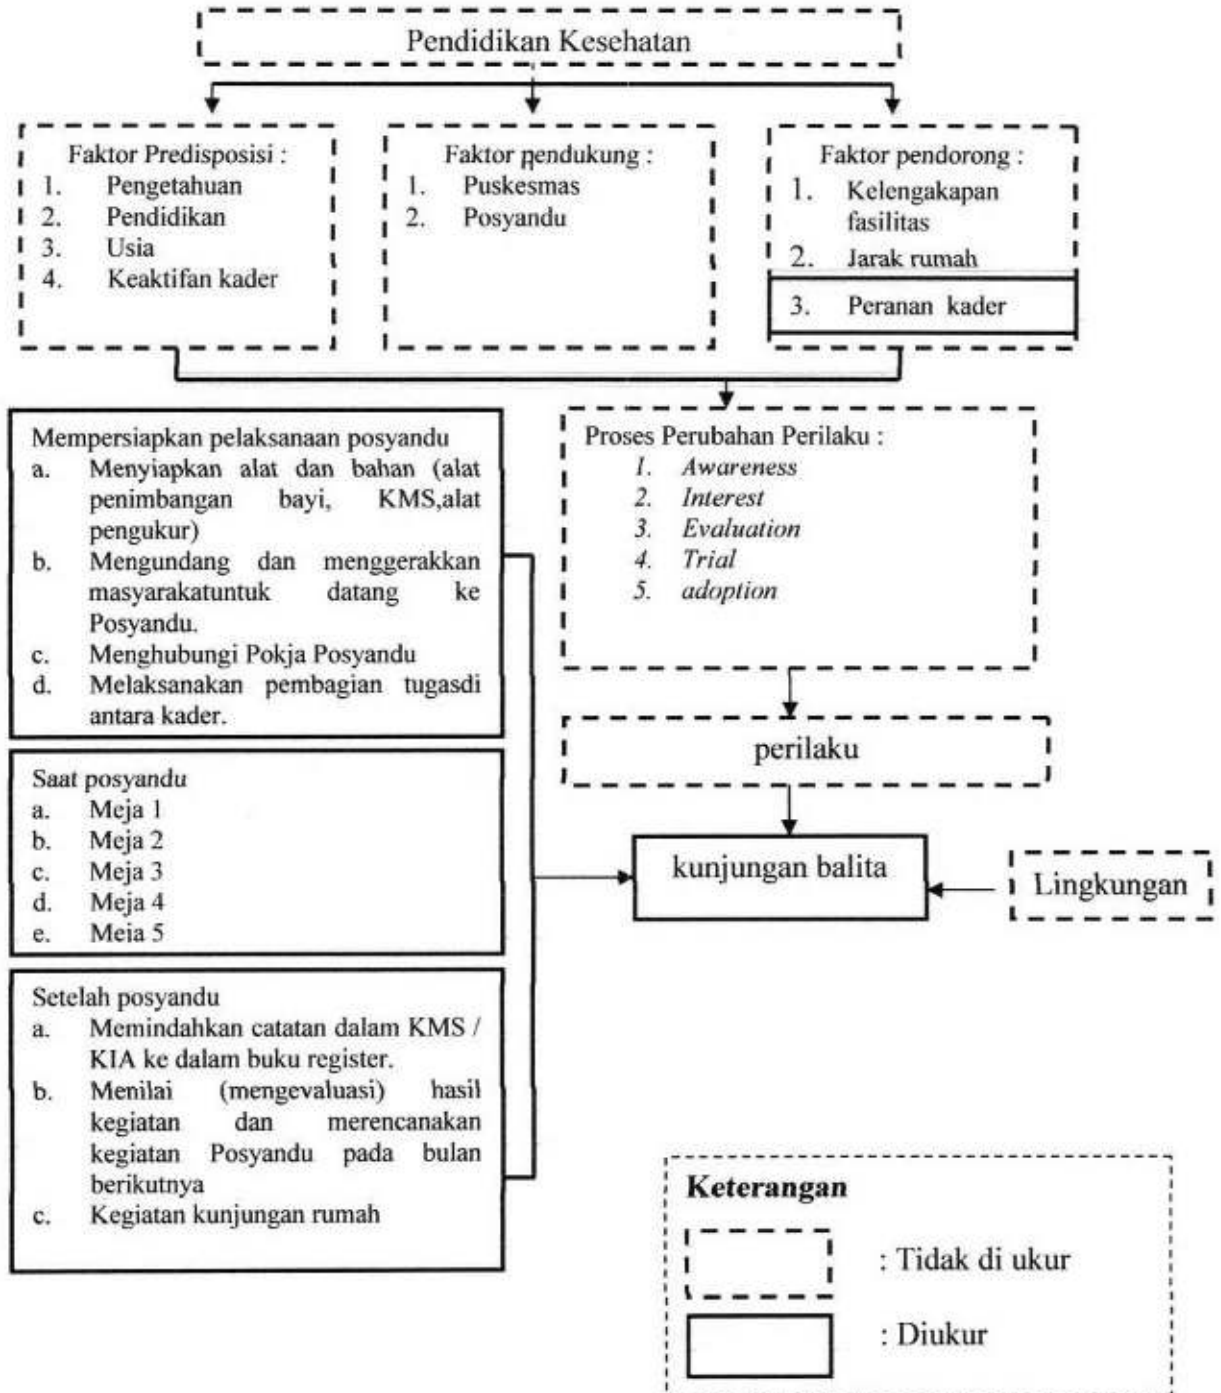 Pendidikan Kesehatan
Faktor Predisposisi :
1. Pengetahuan
2. Pendidikan
3. Usia
4. Keaktifan kader
Faktor pendukung :
1. Puskesmas
2. Posyandu
Faktor pendorong :
1. Kelengakapan
fasilitas
2. Jarak rumah
3. Peranan kader
Mempersiapkan pelaksanaan posyandu
a. Menyiapkan alat dan bahan (alat
penimbangan bayi, KMS,alat
pengukur)
b. Mengundang dan menggerakkan
masyarakatuntuk datang ke
Posyandu.
c. Menghubungi Pokja Posyandu
d. Melaksanakan pembagian tugasdi
antara kader.
Proses Perubahan Perilaku :
1. Awareness
2. Interest
3. Evaluation
4. Trial
5. adoption
perilaku
Saat posyandu
a. Meja 1
b. Meja 2
c. Meja 3
d. Meja 4
e. Meja 5
kunjungan balita
Lingkungan
Setelah posyandu
a. Memindahkan catatan dalam KMS /
KIA ke dalam buku register.
b. Menilai (mengevaluasi) hasil
kegiatan dan merencanakan
kegiatan Posyandu pada bulan
berikutnya
c. Kegiatan kunjungan rumah
Keterangan
: Tidak di ukur
: Diukur